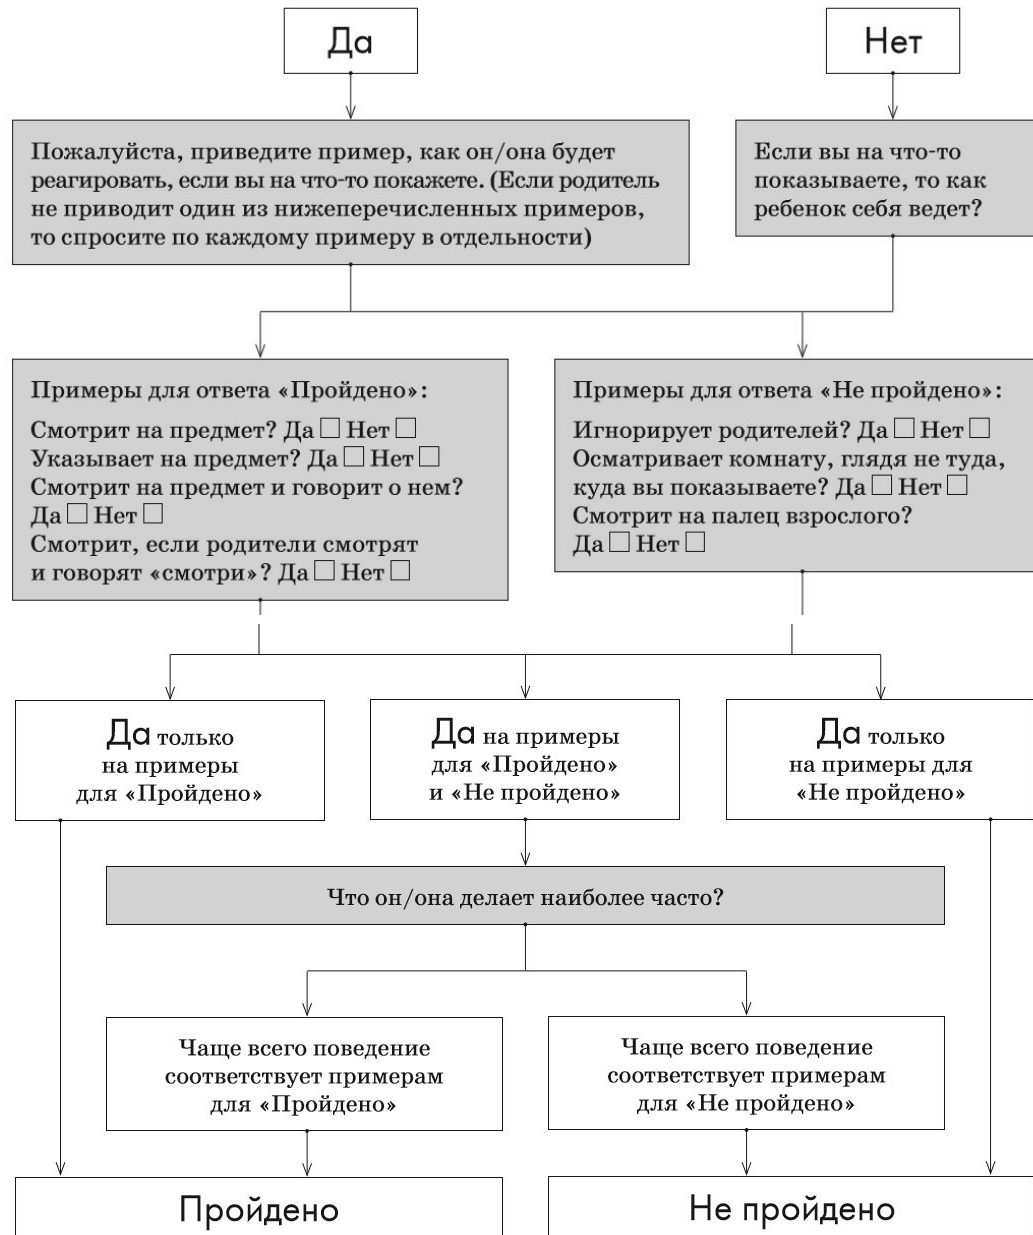 Да
Нет
Пожалуйста, приведите пример, как он/она будет
реагировать, если вы на что-то покажете. (Если родитель
не приводит один из нижеперечисленных примеров,
то спросите по каждому примеру в отдельности)
Если вы на что-то
показываете, то как
ребенок себя ведет?
Примеры для ответа «Пройдено»:
Смотрит на предмет? Да □ Нет □
Указывает на предмет? Да □ Нет □
Смотрит на предмет и говорит о нем?
Да □ Нет □
Смотрит, если родители смотрят
и говорят «смотри»? Да □ Нет □
Примеры для ответа «Не пройдено»:
Игнорирует родителей? Да □ Нет □
Осматривает комнату, глядя не туда,
куда вы показываете? Да □ Нет □
Смотрит на палец взрослого?
Да □ Нет □
Да только
на примеры
для «Пройдено»
Да на примеры
для «Пройдено»
и «Не пройдено»
Да только
на примеры для
«Не пройдено»
Что он/она делает наиболее часто?
Чаще всего поведение
соответствует примерам
для «Пройдено»
Чаще всего поведение
соответствует примерам
для «Не пройдено»
Пройдено
Не пройдено